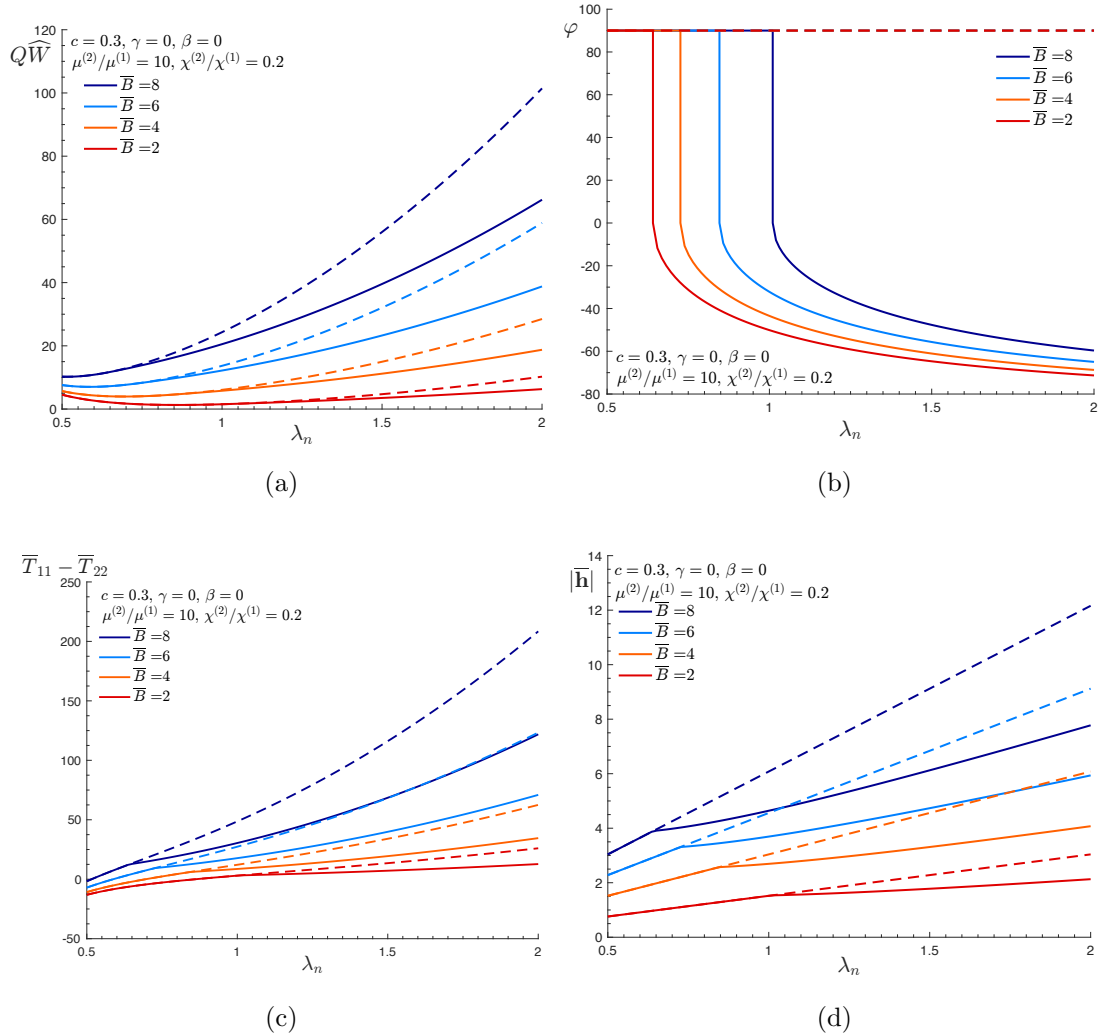 QŴ
c = 0.3, γ = 0, β = 0
μ⁽²⁾/μ⁽¹⁾ = 10, χ⁽²⁾/χ⁽¹⁾ = 0.2
B̅ =8
B̅ =6
B̅ =4
B̅ =2
120
100
80
60
40
20
0
0.5
1
1.5
2
λₙ
(a)
φ
100
80
60
40
20
0
-20
-40
-60
-80
B̅ =8
B̅ =6
B̅ =4
B̅ =2
c = 0.3, γ = 0, β = 0
μ⁽²⁾/μ⁽¹⁾ = 10, χ⁽²⁾/χ⁽¹⁾ = 0.2
0.5
1
1.5
2
λₙ
(b)
T̅₁₁ − T̅₂₂
250
200
150
100
50
0
-50
c = 0.3, γ = 0, β = 0
μ⁽²⁾/μ⁽¹⁾ = 10, χ⁽²⁾/χ⁽¹⁾ = 0.2
B̅ =8
B̅ =6
B̅ =4
B̅ =2
0.5
1
1.5
2
λₙ
(c)
|h̅|
14
12
10
8
6
4
2
0
c = 0.3, γ = 0, β = 0
μ⁽²⁾/μ⁽¹⁾ = 10, χ⁽²⁾/χ⁽¹⁾ = 0.2
B̅ =8
B̅ =6
B̅ =4
B̅ =2
0.5
1
1.5
2
λₙ
(d)